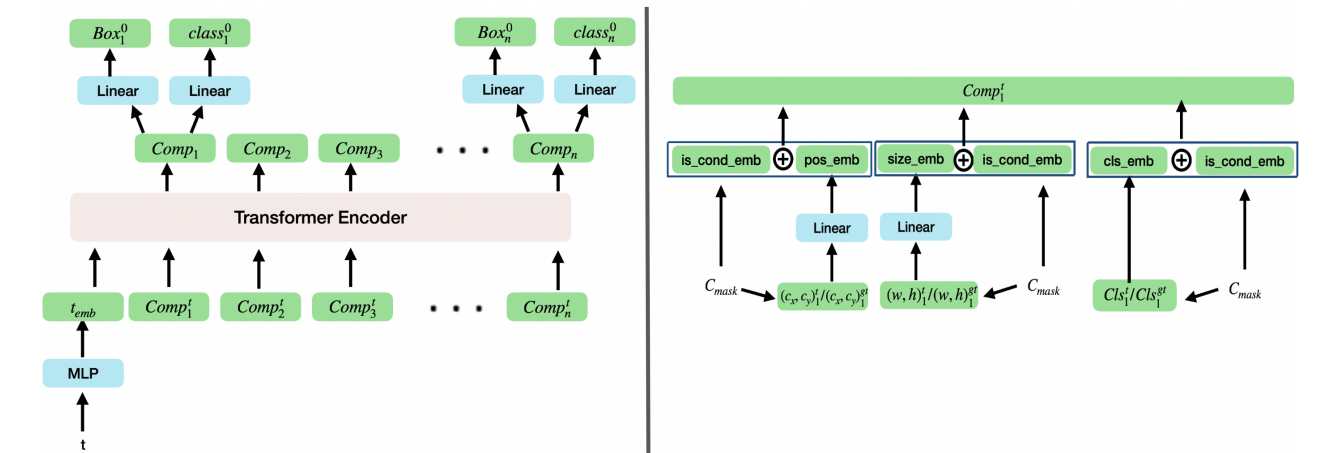 Box_1^0 class_1^0 Box_n^0 class_n^0
Linear Linear Linear Linear
Comp_1 Comp_2 Comp_3 . . . Comp_n
Transformer Encoder
t_emb Comp_1^t Comp_2^t Comp_3^t . . . Comp_n^t
MLP
t
Comp_1^t
is_cond_emb + pos_emb size_emb + is_cond_emb cls_emb + is_cond_emb
Linear Linear
C_mask (c_x, c_y)_1^t/(c_x, c_y)_1^gt (w, h)_1^t/(w, h)_1^gt C_mask Cls_1^t/Cls_1^gt C_mask